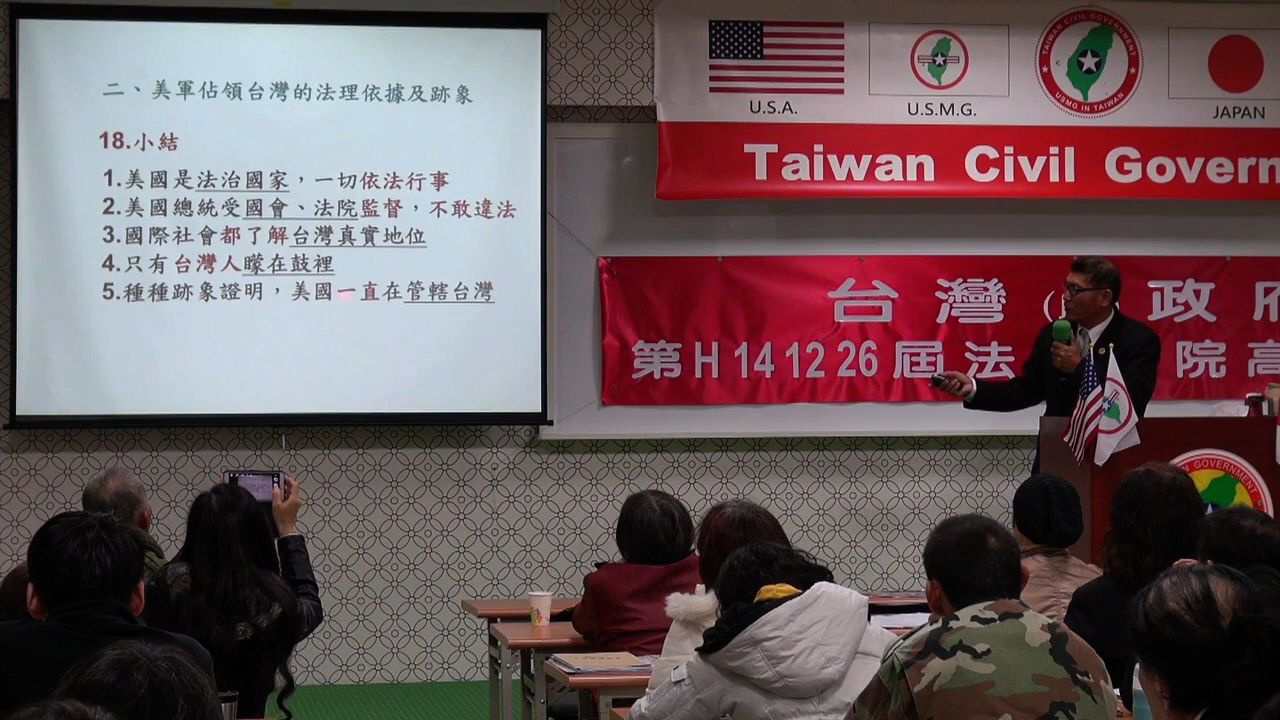 二、美軍佔領台灣的法理依據及跡象
18.小結
1.美國是法治國家，一切依法行事
2.美國總統受國會、法院監督，不敢違法
3.國際社會都了解台灣真實地位
4.只有台灣人矇在鼓裡
5.種種跡象證明，美國一直在管轄台灣
TAIWAN CIVIL GOVERNMENT
USMG IN TAIWAN
U.S.A.
U.S.M.G.
JAPAN
Taiwan Civil Govern
台灣 政府
第H 14 12 26 屆法 院高
GOVERNMENT